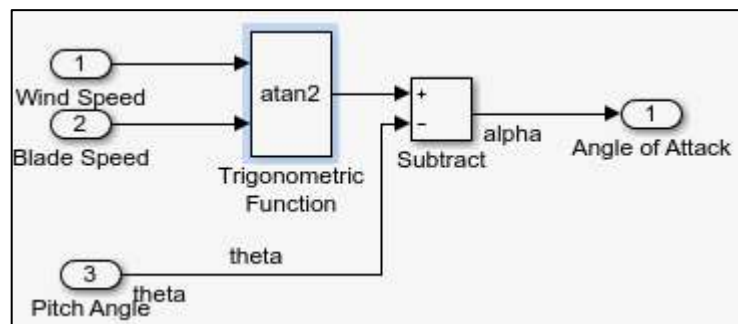 1
Wind Speed
2
Blade Speed
atan2
Trigonometric
Function
+
−
Subtract
alpha
1
Angle of Attack
theta
3
Pitch Angle
theta